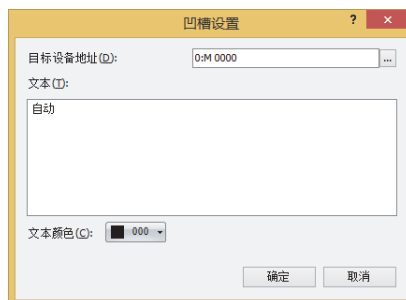 凹槽设置
?
×
目标设备地址(D):
0:M 0000
...
文本(T):
自动
文本颜色(C):
000
确定
取消